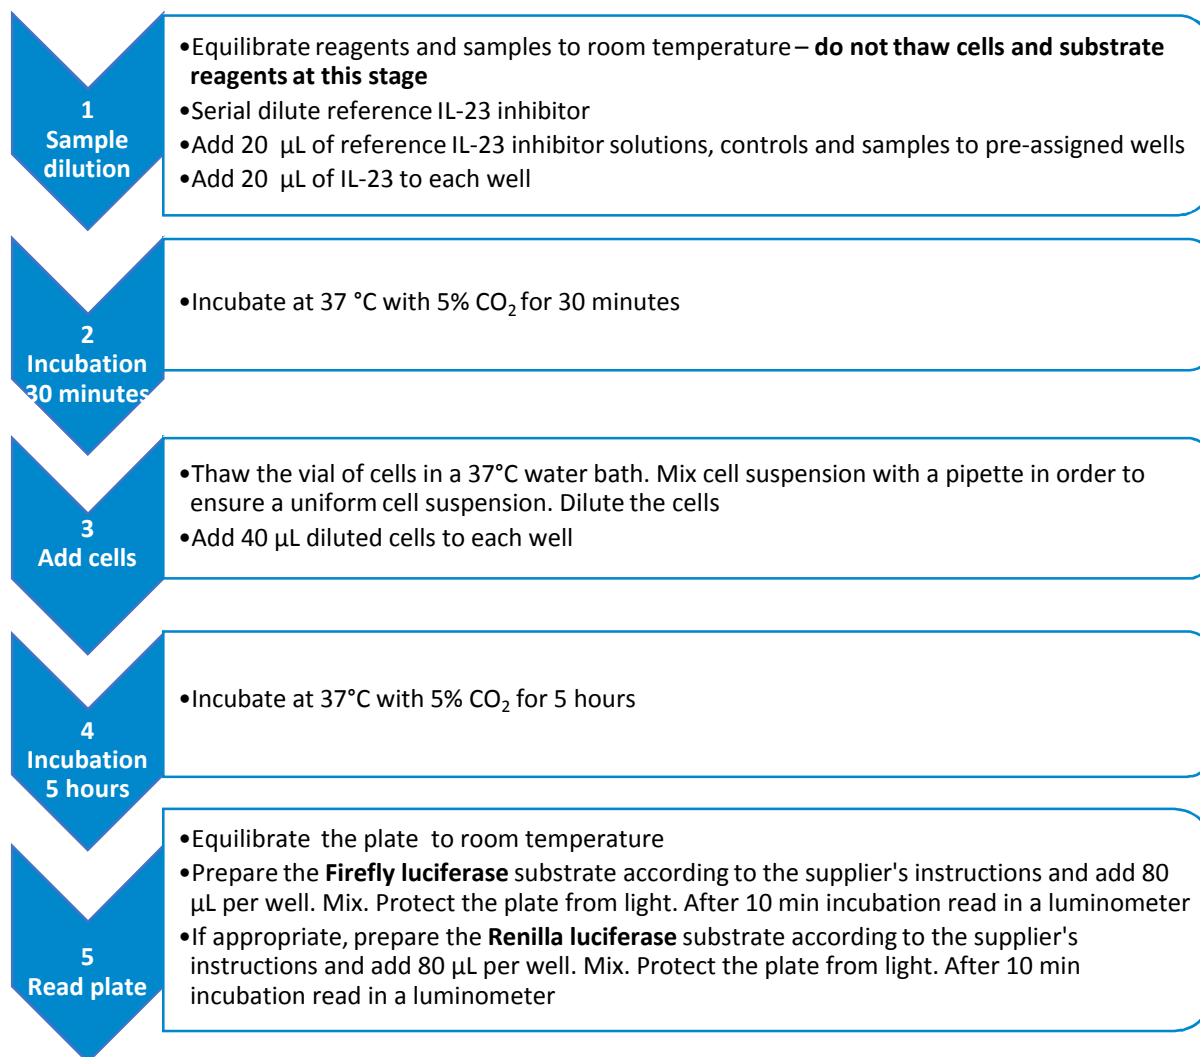 1
Sample
dilution
•Equilibrate reagents and samples to room temperature – do not thaw cells and substrate
reagents at this stage
•Serial dilute reference IL-23 inhibitor
•Add 20 µL of reference IL-23 inhibitor solutions, controls and samples to pre-assigned wells
•Add 20 µL of IL-23 to each well
2
Incubation
30 minutes
•Incubate at 37 °C with 5% CO₂ for 30 minutes
3
Add cells
•Thaw the vial of cells in a 37°C water bath. Mix cell suspension with a pipette in order to
ensure a uniform cell suspension. Dilute the cells
•Add 40 µL diluted cells to each well
4
Incubation
5 hours
•Incubate at 37°C with 5% CO₂ for 5 hours
5
Read plate
•Equilibrate the plate to room temperature
•Prepare the Firefly luciferase substrate according to the supplier's instructions and add 80
µL per well. Mix. Protect the plate from light. After 10 min incubation read in a luminometer
•If appropriate, prepare the Renilla luciferase substrate according to the supplier's
instructions and add 80 µL per well. Mix. Protect the plate from light. After 10 min
incubation read in a luminometer